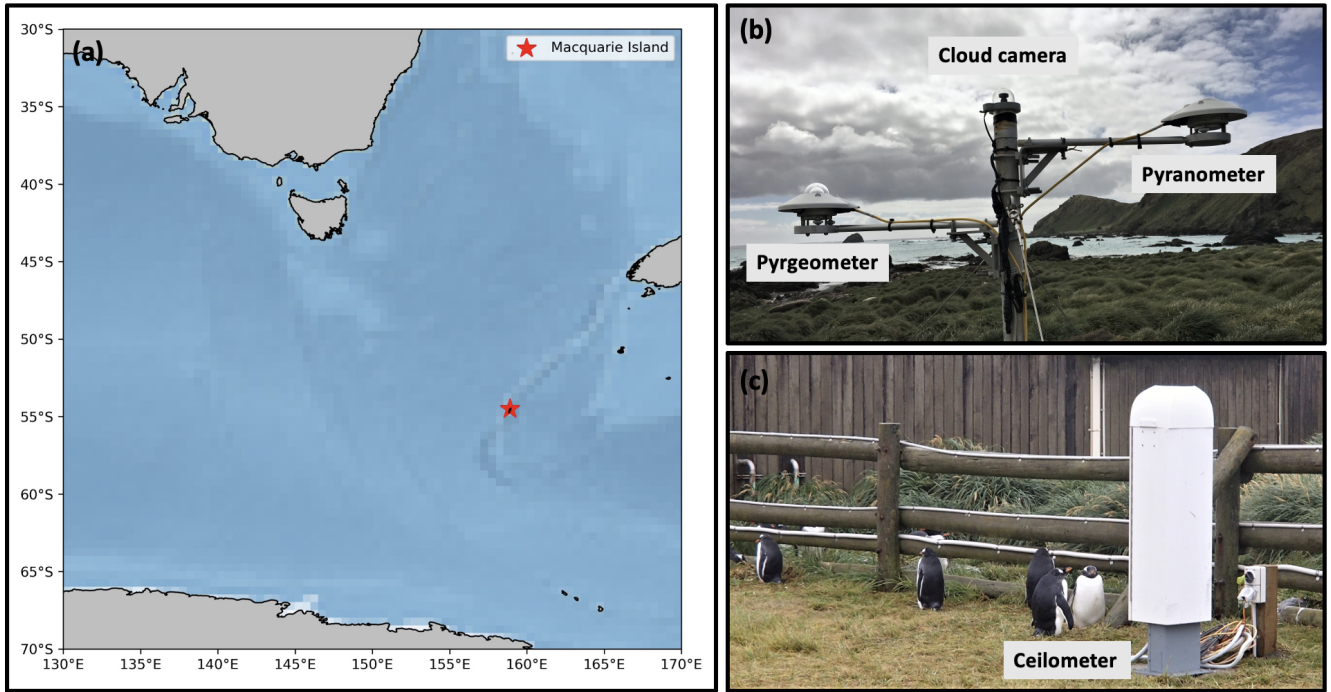 (a)
Macquarie Island
30°S
35°S
40°S
45°S
50°S
55°S
60°S
65°S
70°S
130°E 135°E 140°E 145°E 150°E 155°E 160°E 165°E 170°E
(b)
Cloud camera
Pyranometer
Pyrgeometer
(c)
Ceilometer